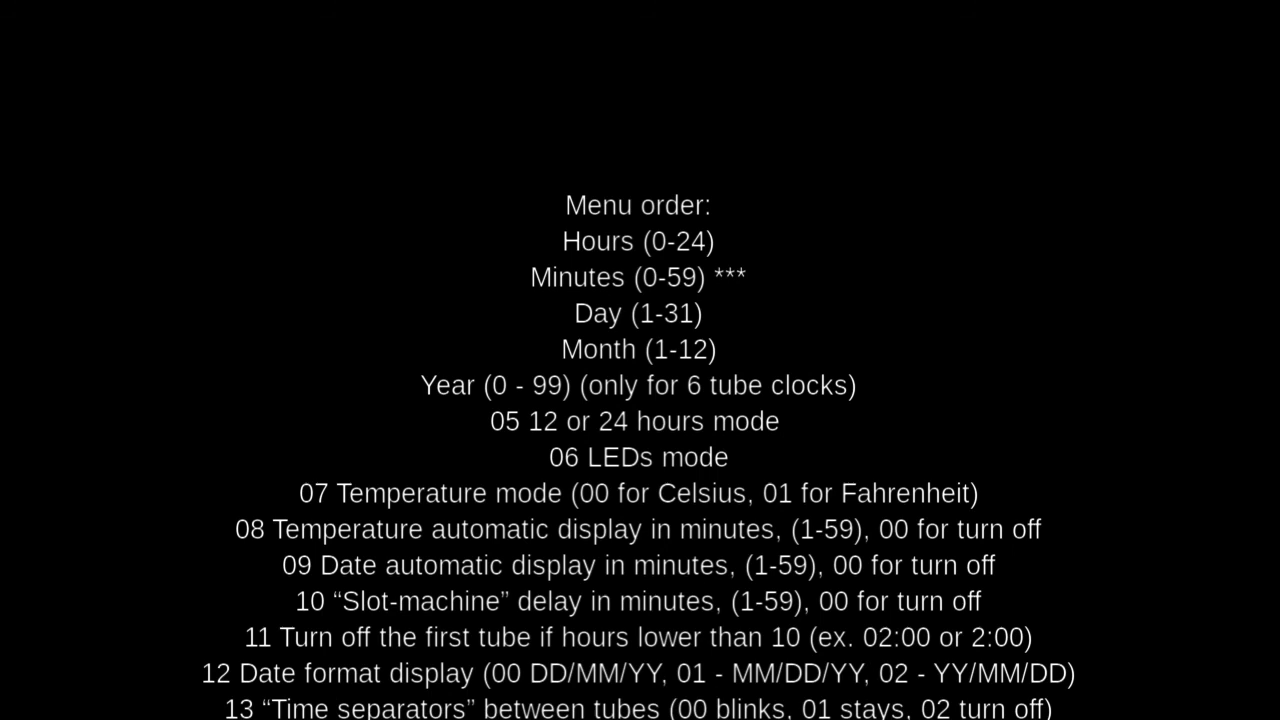 Menu order:
Hours (0-24)
Minutes (0-59) ***
Day (1-31)
Month (1-12)
Year (0 - 99) (only for 6 tube clocks)
05 12 or 24 hours mode
06 LEDs mode
07 Temperature mode (00 for Celsius, 01 for Fahrenheit)
08 Temperature automatic display in minutes, (1-59), 00 for turn off
09 Date automatic display in minutes, (1-59), 00 for turn off
10 “Slot-machine” delay in minutes, (1-59), 00 for turn off
11 Turn off the first tube if hours lower than 10 (ex. 02:00 or 2:00)
12 Date format display (00 DD/MM/YY, 01 - MM/DD/YY, 02 - YY/MM/DD)
13 “Time separators” between tubes (00 blinks, 01 stays, 02 turn off)